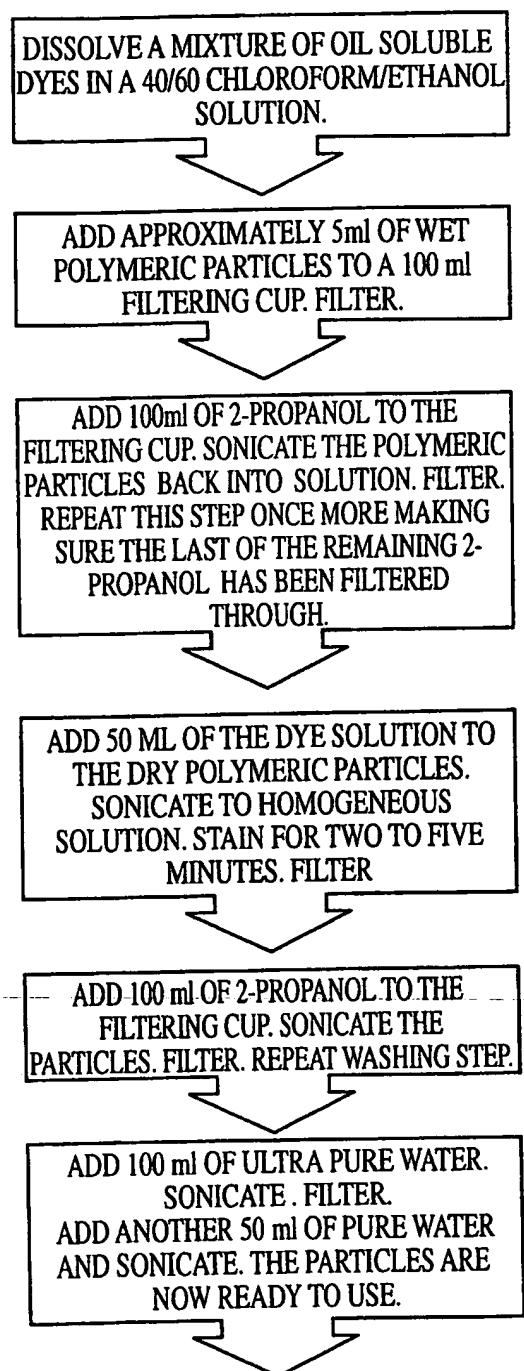 DISSOLVE A MIXTURE OF OIL SOLUBLE
DYES IN A 40/60 CHLOROFORM/ETHANOL
SOLUTION.
ADD APPROXIMATELY 5ml OF WET
POLYMERIC PARTICLES TO A 100 ml
FILTERING CUP. FILTER.
ADD 100ml OF 2-PROPANOL TO THE
FILTERING CUP. SONICATE THE POLYMERIC
PARTICLES BACK INTO SOLUTION. FILTER.
REPEAT THIS STEP ONCE MORE MAKING
SURE THE LAST OF THE REMAINING 2-
PROPANOL HAS BEEN FILTERED
THROUGH.
ADD 50 ML OF THE DYE SOLUTION TO
THE DRY POLYMERIC PARTICLES.
SONICATE TO HOMOGENEOUS
SOLUTION. STAIN FOR TWO TO FIVE
MINUTES. FILTER
ADD 100 ml OF 2-PROPANOL TO THE
FILTERING CUP. SONICATE THE
PARTICLES. FILTER. REPEAT WASHING STEP.
ADD 100 ml OF ULTRA PURE WATER.
SONICATE . FILTER.
ADD ANOTHER 50 ml OF PURE WATER
AND SONICATE. THE PARTICLES ARE
NOW READY TO USE.